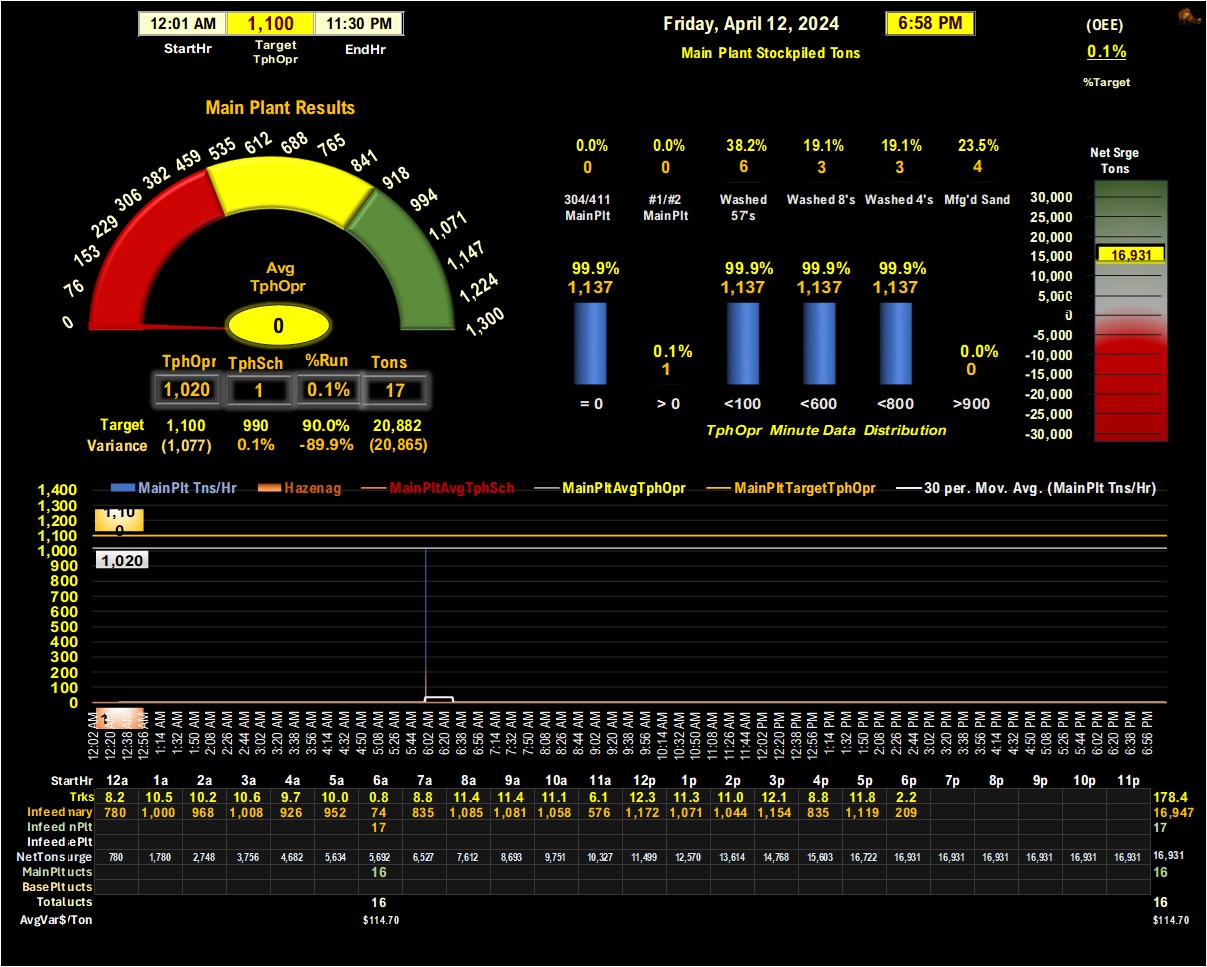 12:01 AM 1,100 11:30 PM
StartHr Target TphOpr EndHr
Friday, April 12, 2024 6:58 PM
Main Plant Stockpiled Tons
(OEE)
0.1%
%Target
Main Plant Results
0 76 153 229 306 382 459 535 612 688 765 841 918 994 1,071 1,147 1,224 1,300
Avg
TphOpr
0
TphOpr TphSch %Run Tons
1,020 1 0.1% 17
Target 1,100 990 90.0% 20,882
Variance (1,077) 0.1% -89.9% (20,865)
0.0% 0.0% 38.2% 19.1% 19.1% 23.5%
0 0 6 3 3 4
304/411 MainPlt #1/#2 MainPlt Washed 57's Washed 8's Washed 4's Mfg'd Sand
99.9% 99.9% 99.9% 99.9%
1,137 1,137 1,137 1,137
0.1% 0.0%
1 0
= 0 > 0 <100 <600 <800 >900
TphOpr Minute Data Distribution
Net Srge
Tons
30,000
25,000
20,000
16,931
10,000
5,000
0
-5,000
-10,000
-15,000
-20,000
-25,000
-30,000
MainPlt Tns/Hr Hazenag MainPltAvgTphSch MainPltAvgTphOpr MainPltTargetTphOpr 30 per. Mov. Avg. (MainPlt Tns/Hr)
1,400
1,300
1,200
1,100
1,000
900
800
700
600
500
400
300
200
100
0
1,10
0
1,020
12:02 AM 12:20 AM 12:38 AM 12:56 AM 1:14 AM 1:32 AM 1:50 AM 2:08 AM 2:26 AM 2:44 AM 3:02 AM 3:20 AM 3:38 AM 3:56 AM 4:14 AM 4:32 AM 4:50 AM 5:08 AM 5:26 AM 5:44 AM 6:02 AM 6:20 AM 6:38 AM 6:56 AM 7:14 AM 7:32 AM 7:50 AM 8:08 AM 8:26 AM 8:44 AM 9:02 AM 9:20 AM 9:38 AM 9:56 AM 10:14 AM 10:32 AM 10:50 AM 11:08 AM 11:26 AM 11:44 AM 12:02 PM 12:20 PM 12:38 PM 12:56 PM 1:14 PM 1:32 PM 1:50 PM 2:08 PM 2:26 PM 2:44 PM 3:02 PM 3:20 PM 3:38 PM 3:56 PM 4:14 PM 4:32 PM 4:50 PM 5:08 PM 5:26 PM 5:44 PM 6:02 PM 6:20 PM 6:38 PM 6:56 PM
StartHr 12a 1a 2a 3a 4a 5a 6a 7a 8a 9a 10a 11a 12p 1p 2p 3p 4p 5p 6p 7p 8p 9p 10p 11p
Trks 8.2 10.5 10.2 10.6 9.7 10.0 0.8 8.8 11.4 11.4 11.1 6.1 12.3 11.3 11.0 12.1 8.8 11.8 2.2 178.4
Infeed mary 780 1,000 968 1,008 926 952 74 835 1,085 1,081 1,058 576 1,172 1,071 1,044 1,154 835 1,119 209 16,947
Infeed nPlt 17 17
Infeed ePlt
NetTonsurge 780 1,780 2,748 3,756 4,682 5,634 5,692 6,527 7,612 8,693 9,751 10,327 11,499 12,570 13,614 14,768 15,603 16,722 16,931 16,931 16,931 16,931 16,931 16,931 16,931
MainPltucts 16 16
BasePltucts
Totalucts 16 16
AvgVar$/Ton $114.70 $114.70